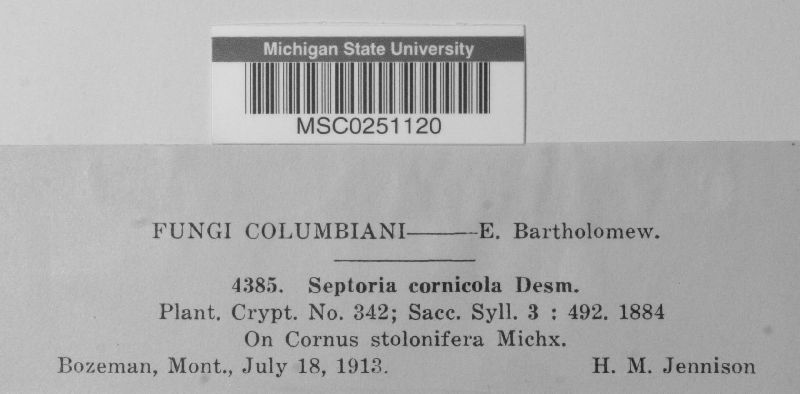 Michigan State University
MSC0251120
FUNGI COLUMBIANI——E. Bartholomew.
4385. Septoria cornicola Desm.
Plant. Crypt. No. 342; Sacc. Syll. 3 : 492. 1884
On Cornus stolonifera Michx.
Bozeman, Mont., July 18, 1913. H. M. Jennison